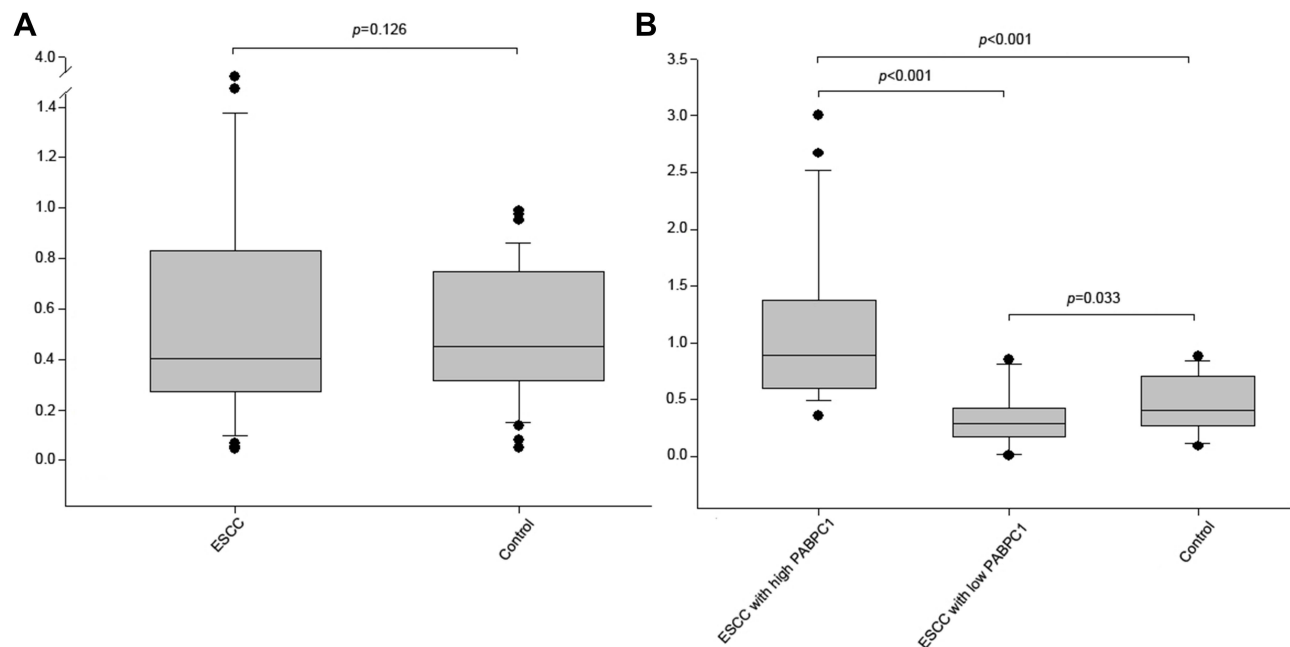 A
p=0.126
4.0
1.4
1.2
1.0
0.8
0.6
0.4
0.2
0.0
ESCC
Control
B
p<0.001
p<0.001
p=0.033
3.5
3.0
2.5
2.0
1.5
1.0
0.5
0.0
ESCC with high PABPC1
ESCC with low PABPC1
Control